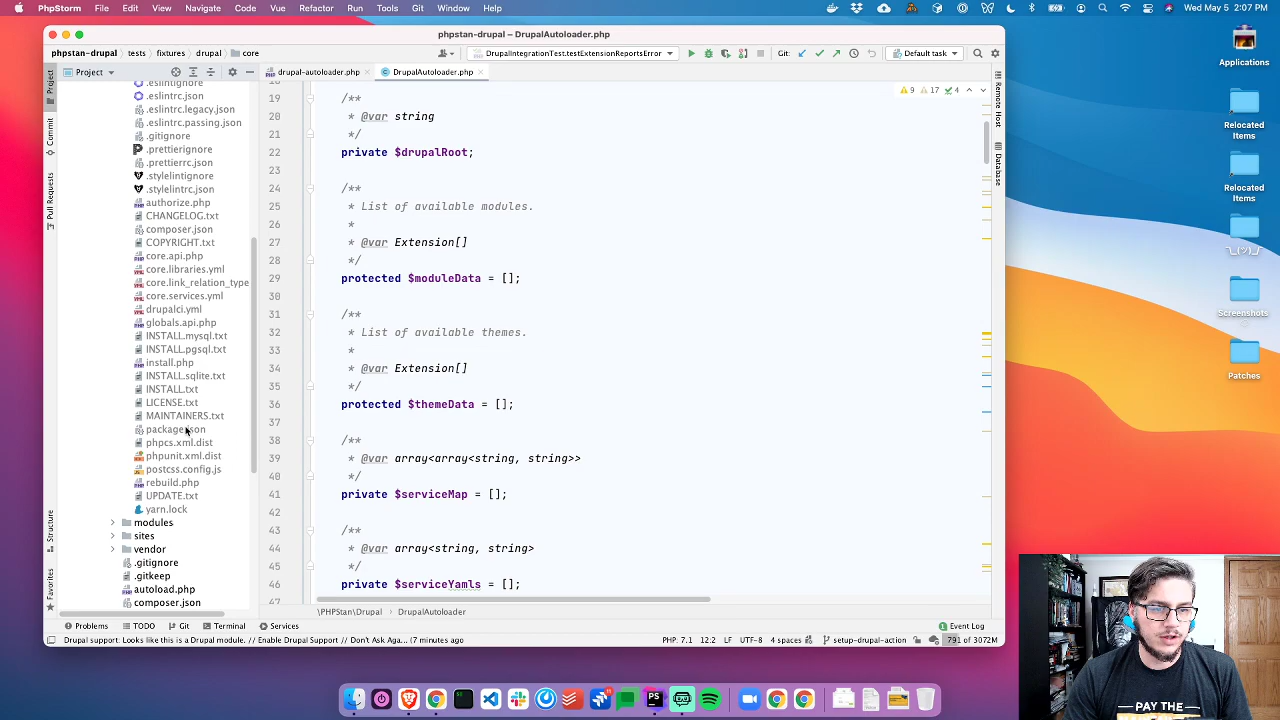 PhpStorm File Edit View Navigate Code Refactor Run Tools Git Window Help Wed May 5 2:07 PM
phpstan-drupal – DrupalAutoloader.php
phpstan-drupal tests fixtures drupal core DrupalIntegrationTest.testExtensionReportsError Git: Default task
Project drupal-autoloader.php DrupalAutoloader.php
9 17 4
.eslintignore
.eslintrc.json
.eslintrc.legacy.json
.eslintrc.passing.json
.gitignore
.prettierignore
.prettierrc.json
.stylelintignore
.stylelintrc.json
authorize.php
CHANGELOG.txt
composer.json
COPYRIGHT.txt
core.api.php
core.libraries.yml
core.link_relation_type
core.services.yml
drupalci.yml
globals.api.php
INSTALL.mysql.txt
INSTALL.pgsql.txt
install.php
INSTALL.sqlite.txt
INSTALL.txt
LICENSE.txt
MAINTAINERS.txt
package.json
phpcs.xml.dist
phpunit.xml.dist
postcss.config.js
rebuild.php
UPDATE.txt
yarn.lock
modules
sites
vendor
.gitignore
.gitkeep
autoload.php
composer.json
Project
Commit
Pull Requests
Structure
Favorites
18
19 /**
20 * @var string
21 */
22 private $drupalRoot;
23
24 /**
25 * List of available modules.
26 *
27 * @var Extension[]
28 */
29 protected $moduleData = [];
30
31 /**
32 * List of available themes.
33 *
34 * @var Extension[]
35 */
36 protected $themeData = [];
37
38 /**
39 * @var array<array<string, string>>
40 */
41 private $serviceMap = [];
42
43 /**
44 * @var array<string, string>
45 */
46 private $serviceYamls = [];
47
Remote Host
Database
\PHPStan\Drupal DrupalAutoloader
Problems TODO Git Terminal Services Event Log
Drupal support: Looks like this is a Drupal module. // Enable Drupal Support // Don't Ask Aga... (7 minutes ago PHP: 7.1 12:2 LF UTF-8 4 spaces setup-drupal-action 791 of 3072M
Applications
Relocated Items
Relocated Items
¯\_(ツ)_/¯
Screenshots
Patches
PAY THE